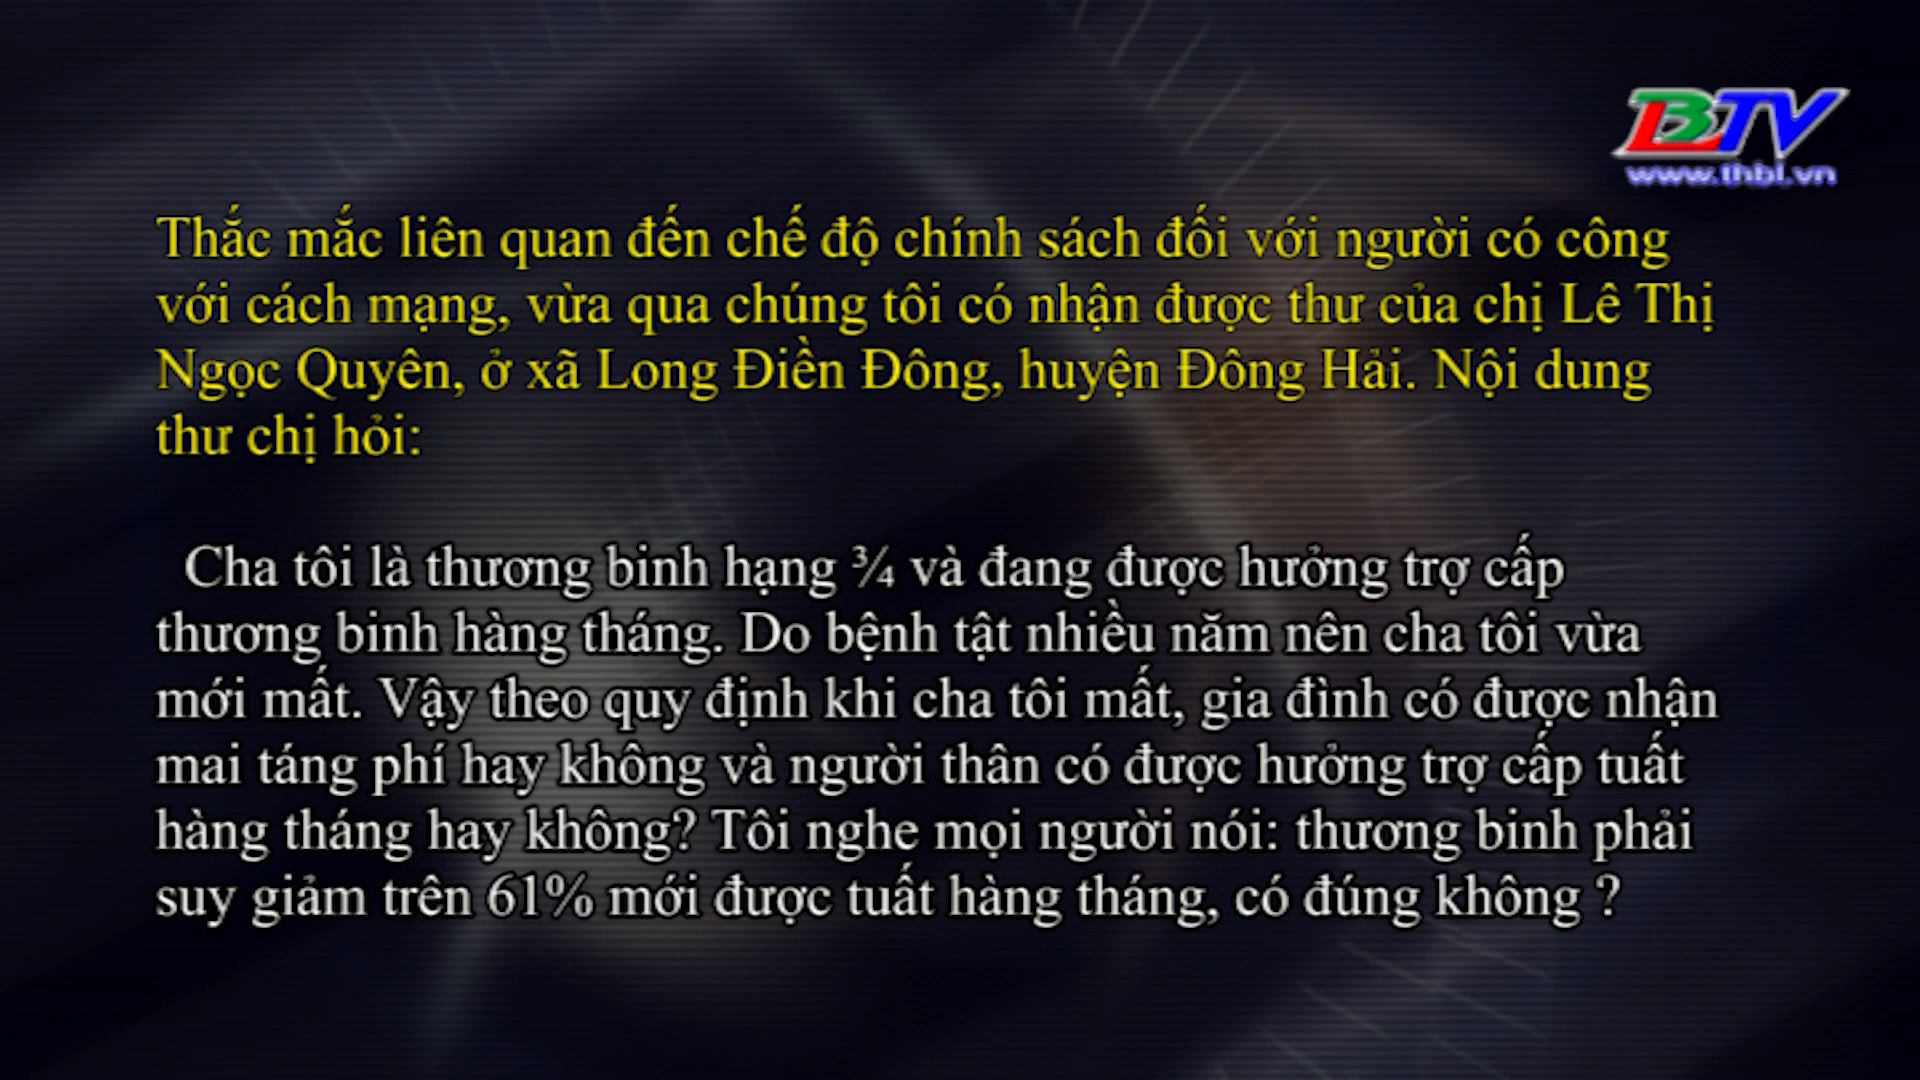 BTV
www.thbl.vn
Thắc mắc liên quan đến chế độ chính sách đối với người có công
với cách mạng, vừa qua chúng tôi có nhận được thư của chị Lê Thị
Ngọc Quyên, ở xã Long Điền Đông, huyện Đông Hải. Nội dung
thư chị hỏi:
Cha tôi là thương binh hạng ¾ và đang được hưởng trợ cấp
thương binh hàng tháng. Do bệnh tật nhiều năm nên cha tôi vừa
mới mất. Vậy theo quy định khi cha tôi mất, gia đình có được nhận
mai táng phí hay không và người thân có được hưởng trợ cấp tuất
hàng tháng hay không? Tôi nghe mọi người nói: thương binh phải
suy giảm trên 61% mới được tuất hàng tháng, có đúng không ?